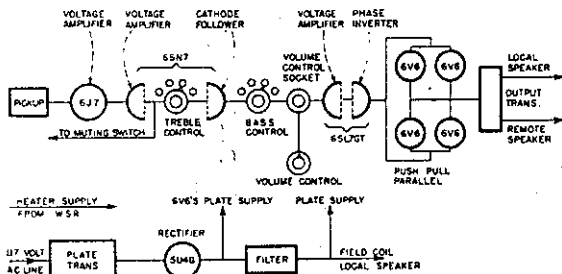 VOLTAGE AMPLIFIER
VOLTAGE AMPLIFIER
CATHODE FOLLOWER
VOLTAGE AMPLIFIER
PHASE INVERTER
6SN7
VOLUME CONTROL SOCKET
PICKUP
6J7
TREBLE CONTROL
BASS CONTROL
6SL7GT
6V6
6V6
6V6
6V6
LOCAL SPEAKER
OUTPUT TRANS.
REMOTE SPEAKER
TO MUTING SWITCH
VOLUME CONTROL
PUSH PULL PARALLEL
HEATER SUPPLY
FROM WSR
6V6'S PLATE SUPPLY
PLATE SUPPLY
RECTIFIER
117 VOLT
AC LINE
PLATE TRANS
5U4G
FILTER
FIELD COIL
LOCAL SPEAKER